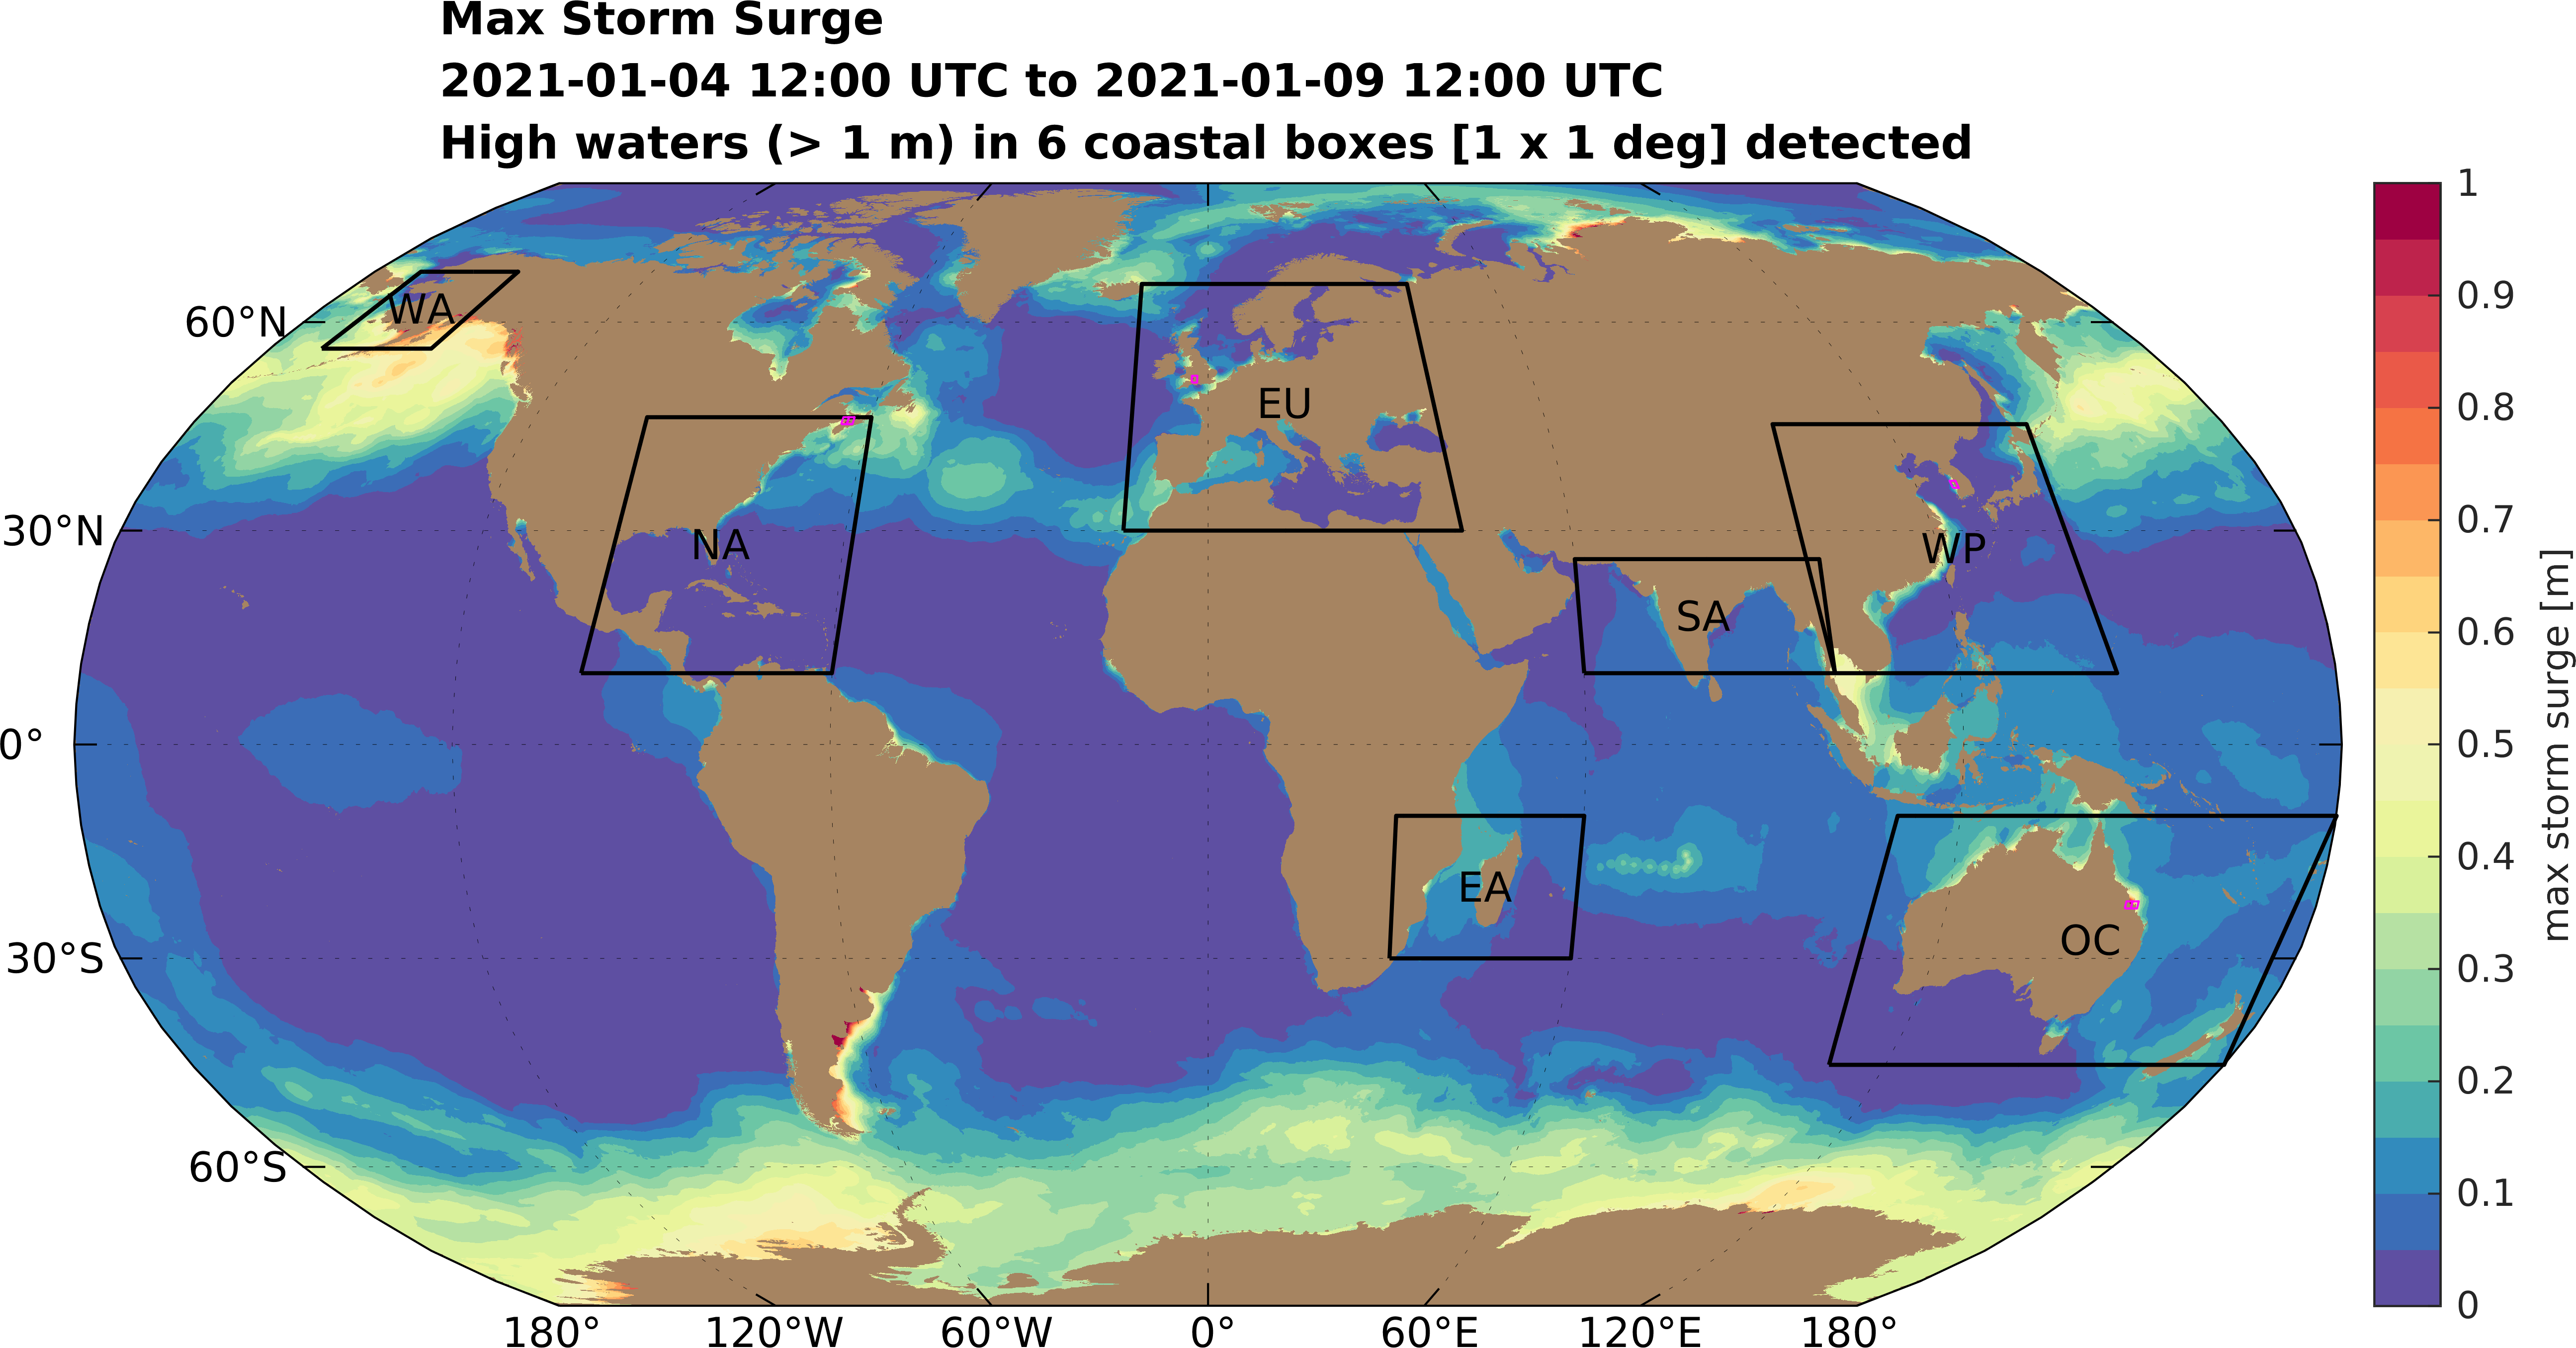 Max Storm Surge
2021-01-04 12:00 UTC to 2021-01-09 12:00 UTC
High waters (> 1 m) in 6 coastal boxes [1 x 1 deg] detected
60°N
30°N
0°
30°S
60°S
WA
NA
EU
SA
WP
EA
OC
180°
120°W
60°W
0°
60°E
120°E
180°
1
0.9
0.8
0.7
0.6
0.5
0.4
0.3
0.2
0.1
0
max storm surge [m]